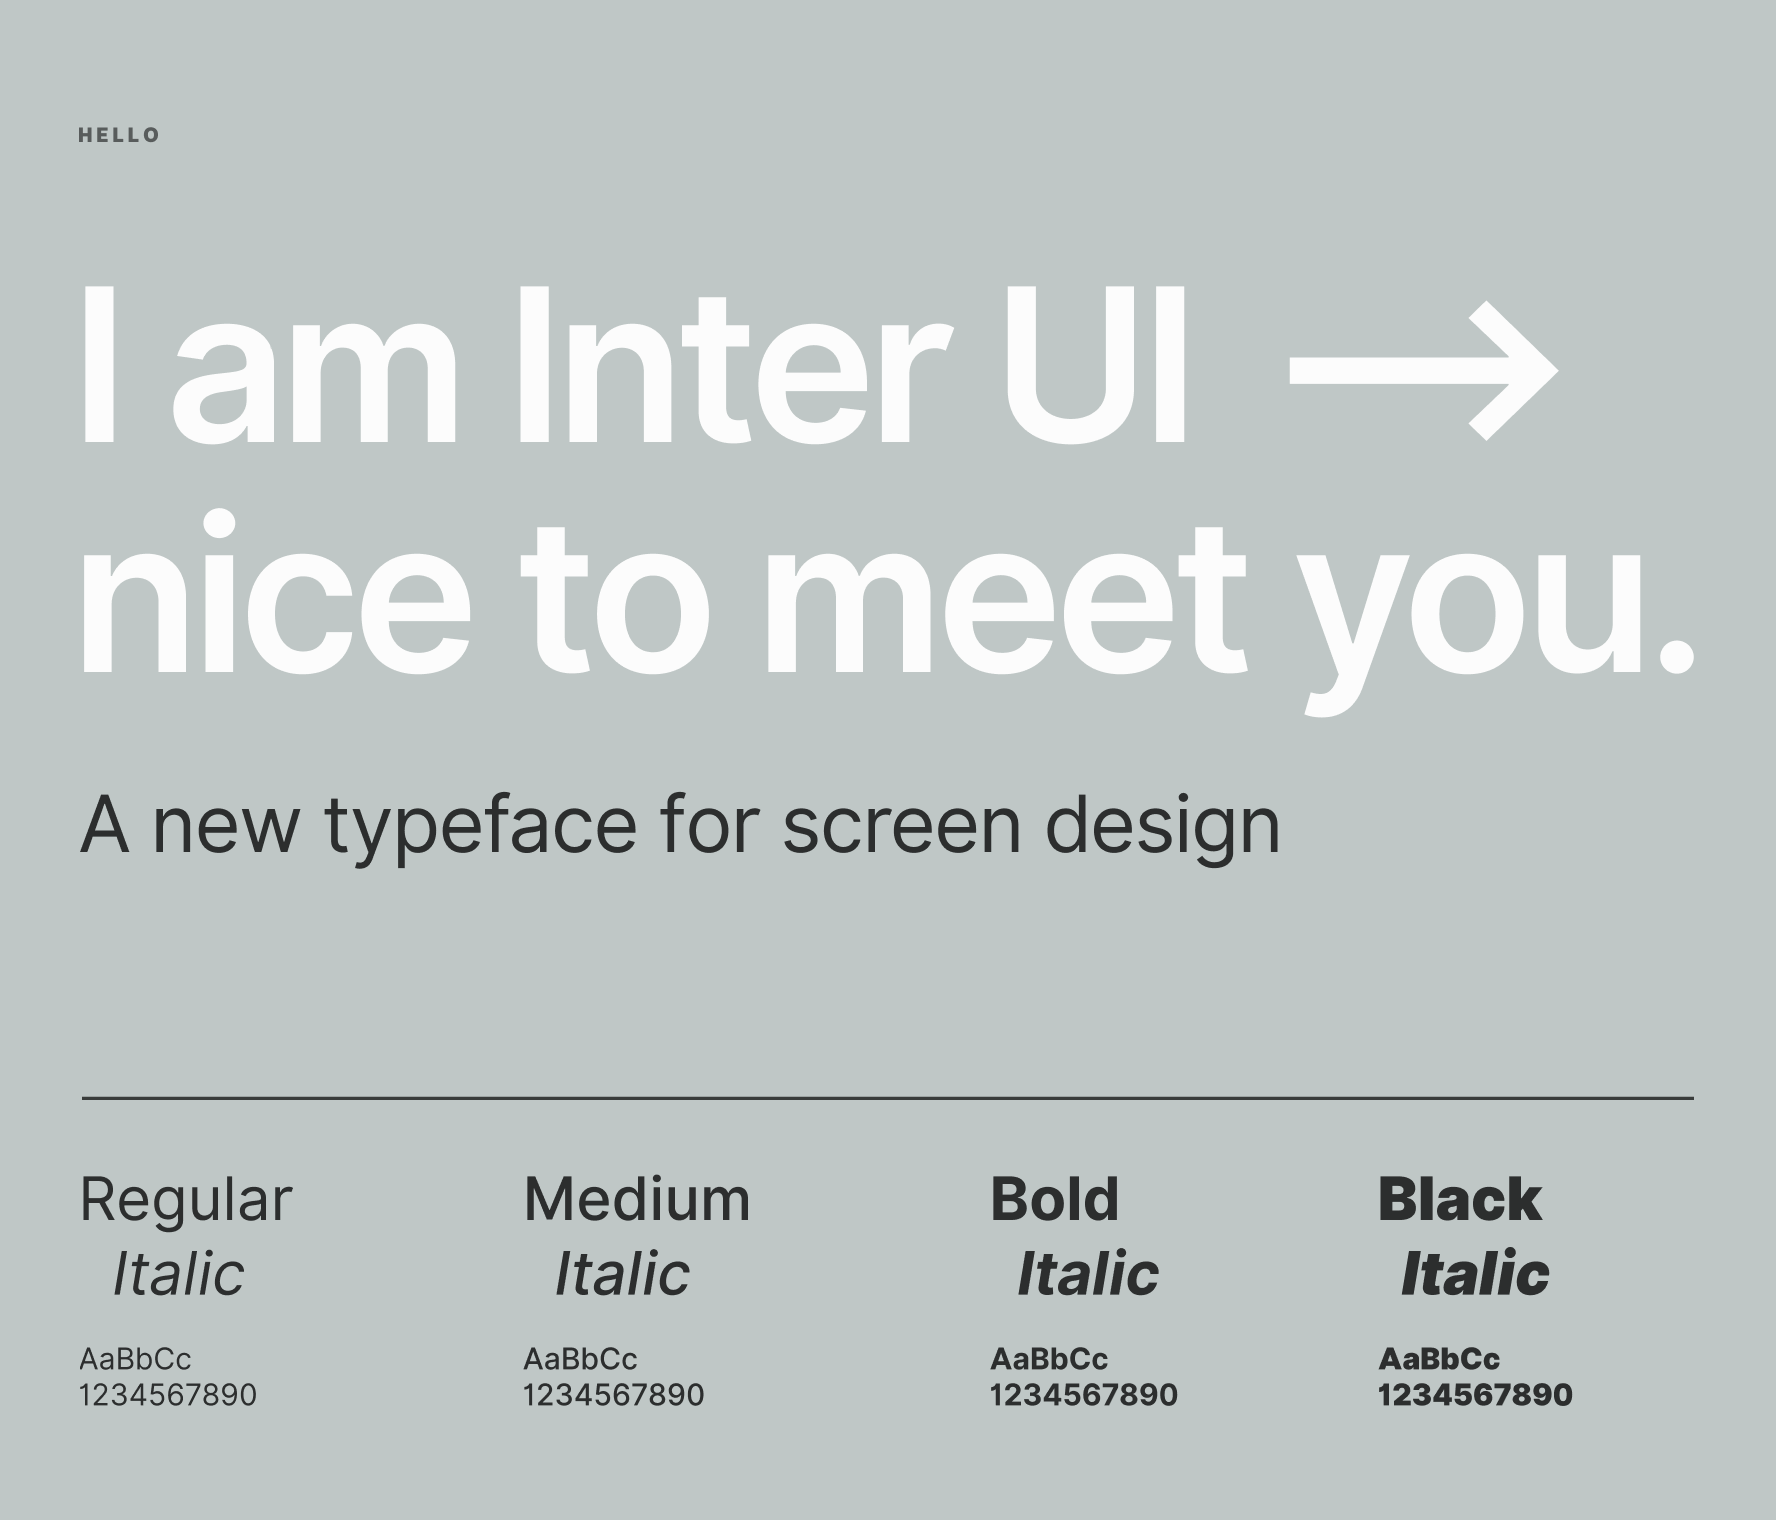 HELLO
I am Inter UI →
nice to meet you.
A new typeface for screen design
Regular
Italic
AaBbCc
1234567890
Medium
Italic
AaBbCc
1234567890
Bold
Italic
AaBbCc
1234567890
Black
Italic
AaBbCc
1234567890